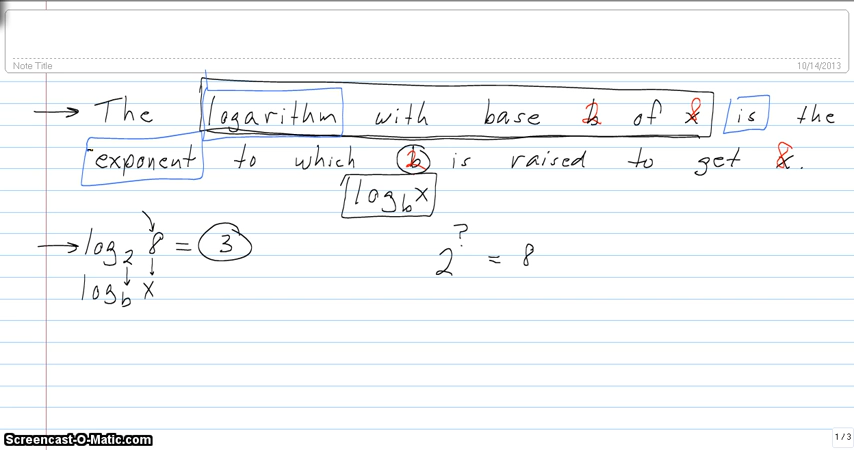 Note Title
10/14/2013
→ The logarithm with base b of x is the
exponent to which b is raised to get x.
log_b x
→ log_2 8 = 3
2^? = 8
log_b x
Screencast-O-Matic.com
1/3